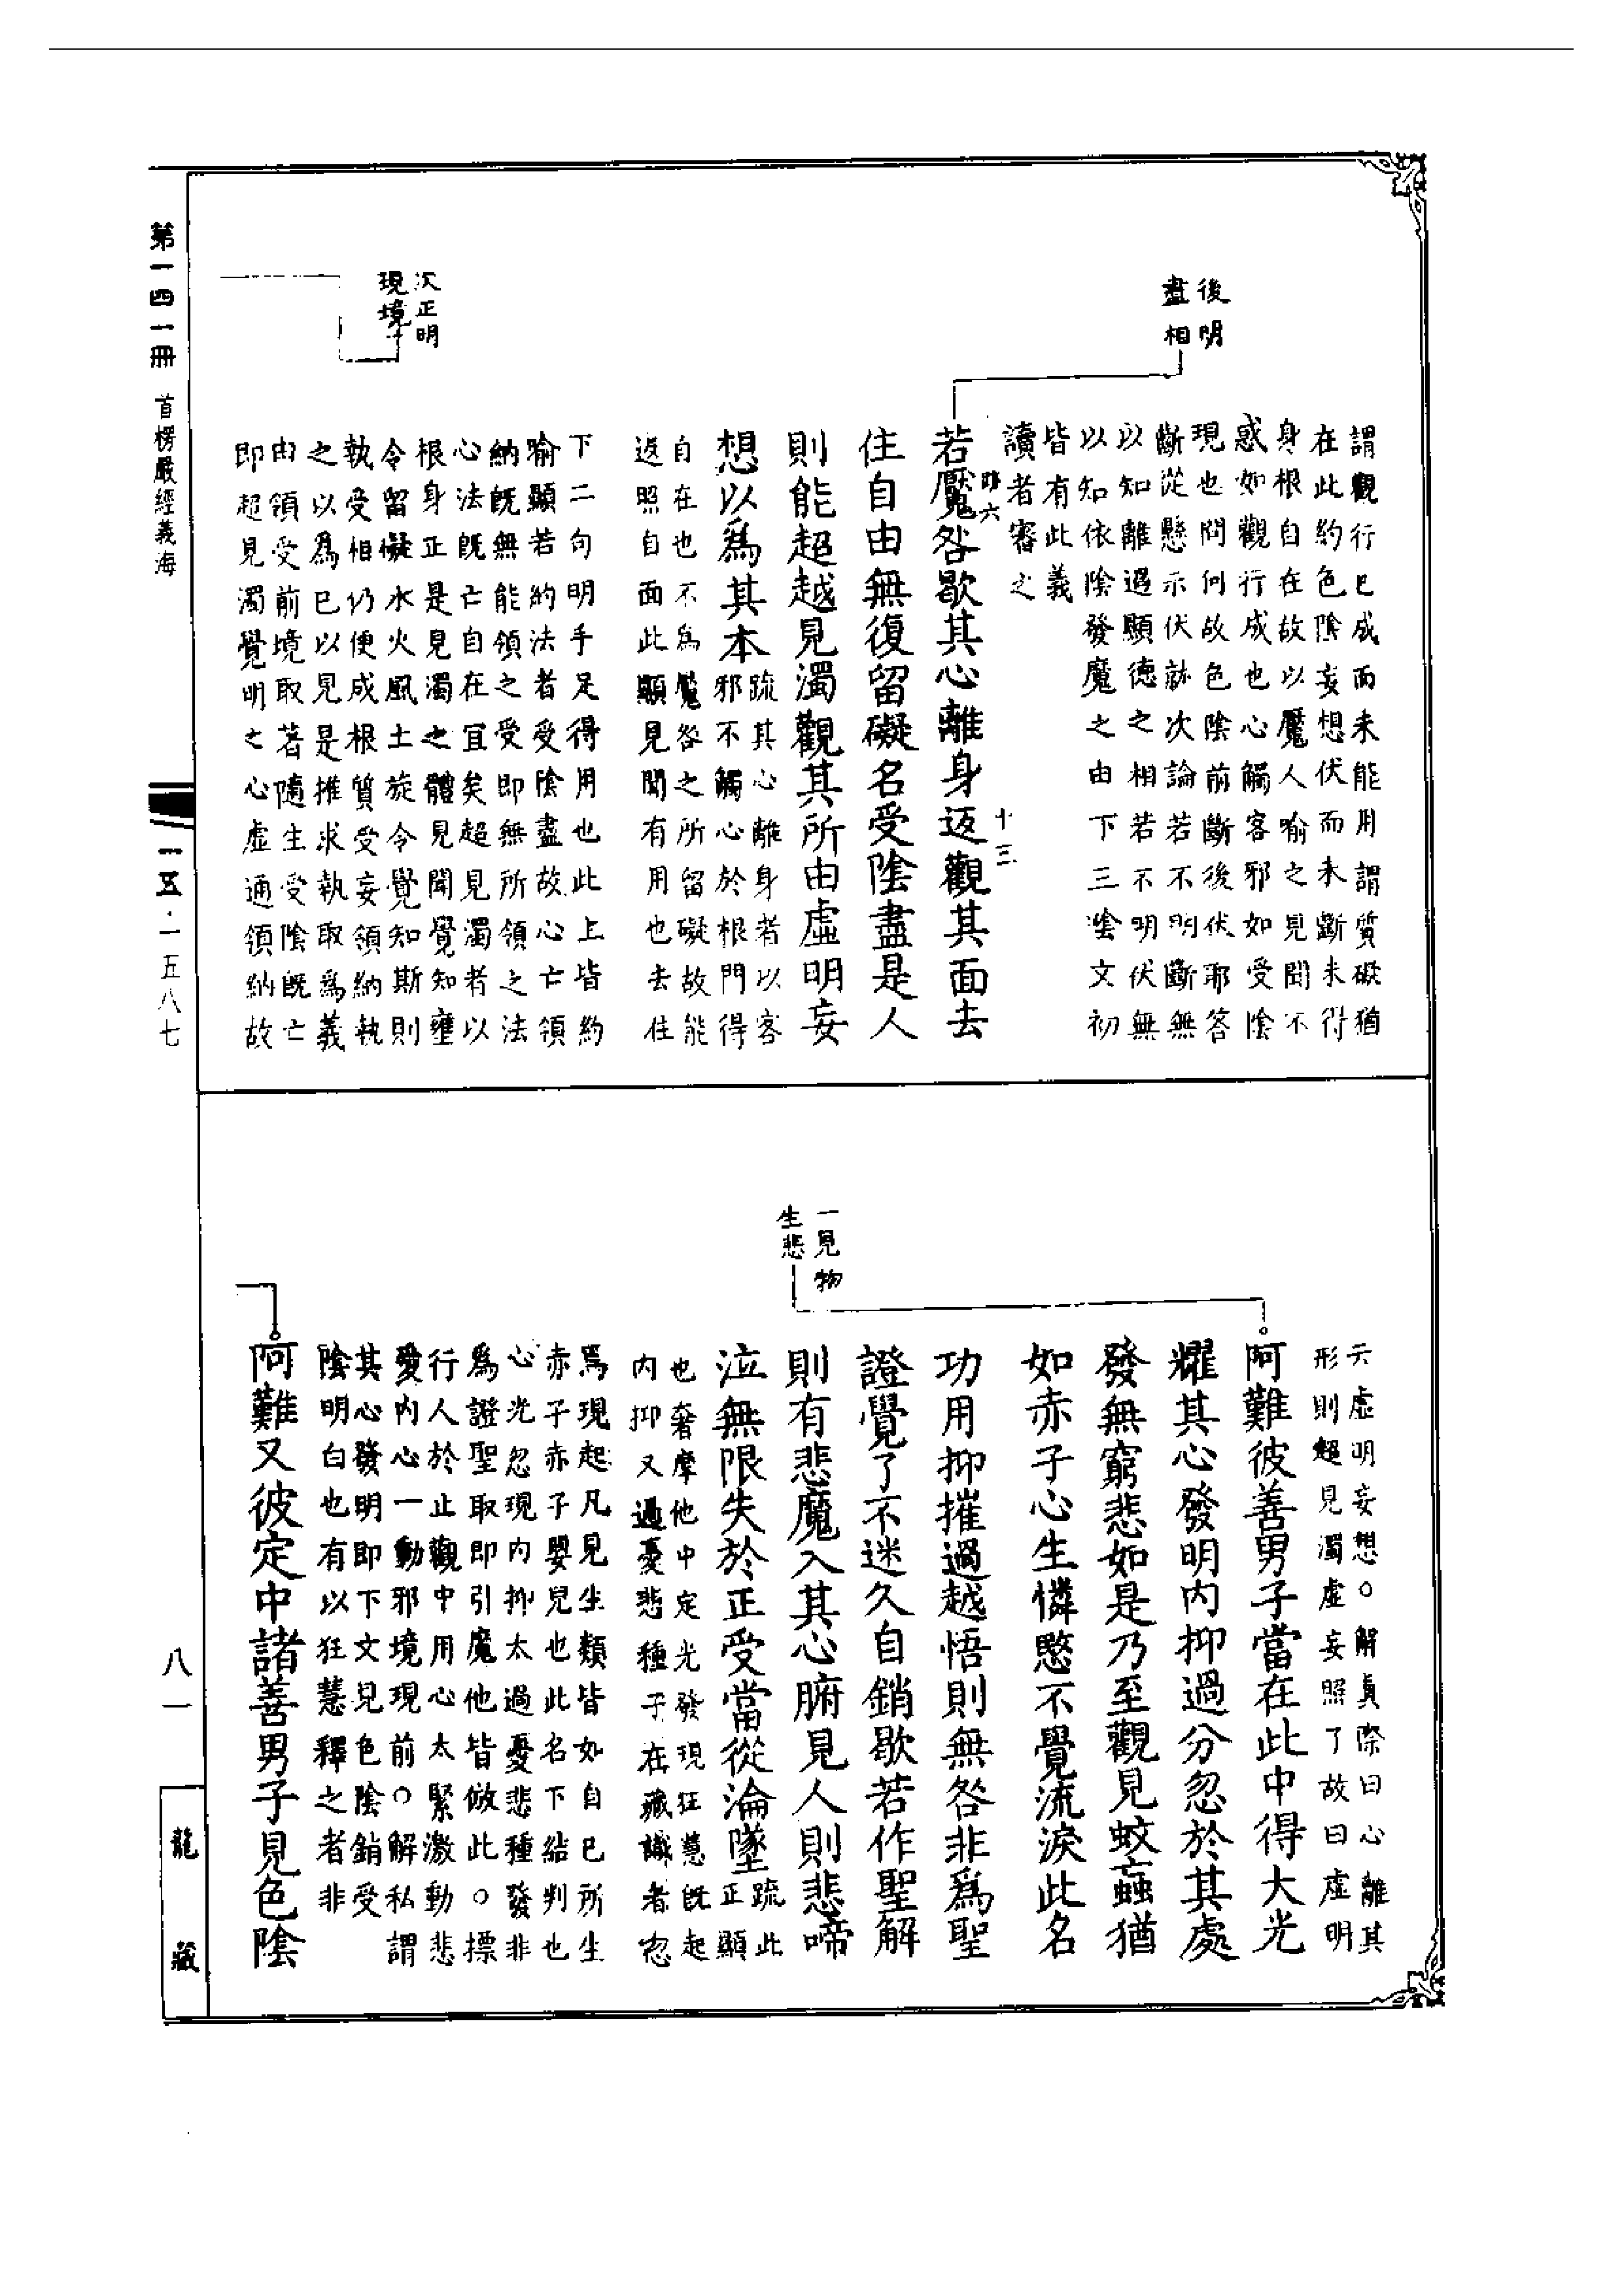 後明
盡相
謂觀行已成而未能用謂質礙猶
在此約色陰妄想伏而未斷未得
身根自在故以魘人喻之見聞不
惑如觀行成也心觸客邪如受陰
現也問何故色陰前斷後伏耶答
斷從懸示伏就次論若不明斷無
以知離過顯德之相若不明伏無
以知依陰發魔之由下三陰文初
皆有此義
讀者審之
若魘咎歇其心離身返觀其面去
住自由無復留礙名受陰盡是人
則能超越見濁觀其所由虛明妄
想以爲其本
疏其心離身者以客
邪不觸心於根門得
自在也不爲魘咎之所留礙故能
返照自面此顯見聞有用也去住
次正明
現境
下二句明手足得用也此上皆約
喻顯若約法者受陰盡故心亡領
納旣無能領之受即無所領之法
心法旣亡自在宜矣超見濁者以
根身正是見濁之體見聞覺知壅
令留礙水火風土旋令覺知斯則
執受相仍便成根質受妄領納執
之以爲已以見是推求執取爲義
由領受前境取著隨生受陰旣亡
即超見濁覺明之心虛通領納故
第一四一冊 首楞嚴經義海
一五·一五八七
一見物
生悲
云虛明妄想○解眞際曰心離其
形則超見濁虛妄照了故曰虛明
阿難彼善男子當在此中得大光
耀其心發明內抑過分忽於其處
發無窮悲如是乃至觀見蚊蝱猶
如赤子心生憐愍不覺流淚此名
功用抑摧過越悟則無咎非爲聖
證覺了不迷久自銷歇若作聖解
則有悲魔入其心腑見人則悲啼
泣無限失於正受當從淪墜
疏此
正顯
也奢摩他中定光發現狂慧旣起
內抑又過憂悲種子在藏識者忽
爲現起凡見生類皆如自已所生
赤子赤子嬰兒也此名下結判也
心光忽現內抑太過憂悲種發非
爲證聖取即引魔他皆倣此○摽
行人於止觀中用心太緊激動悲
愛內心一動邪境現前○解私謂
其心發明即下文見色陰銷受
陰明白也有以狂慧釋之者非
阿難又彼定中諸善男子見色陰
八一
龍藏